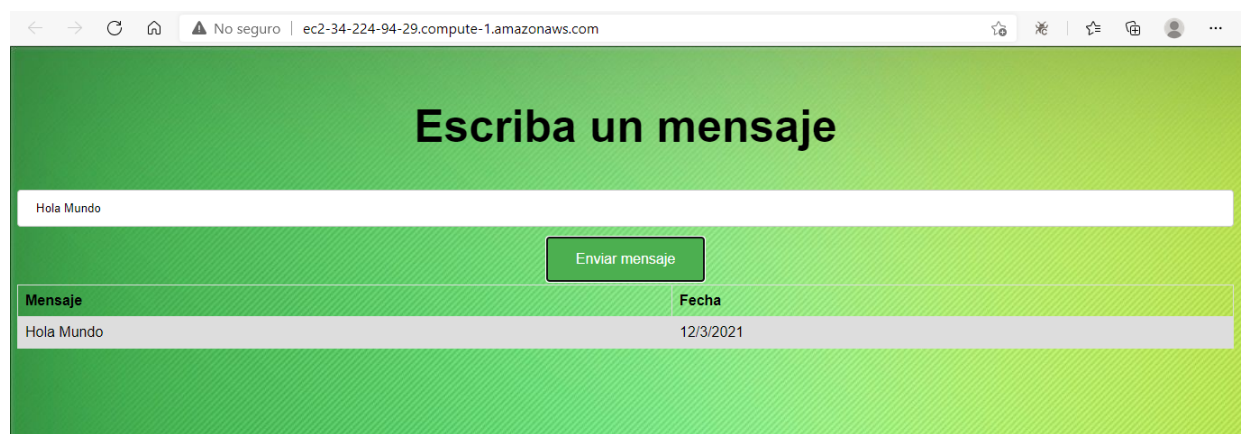 No seguro | ec2-34-224-94-29.compute-1.amazonaws.com
Escriba un mensaje
Hola Mundo
Enviar mensaje
Mensaje Fecha
Hola Mundo 12/3/2021